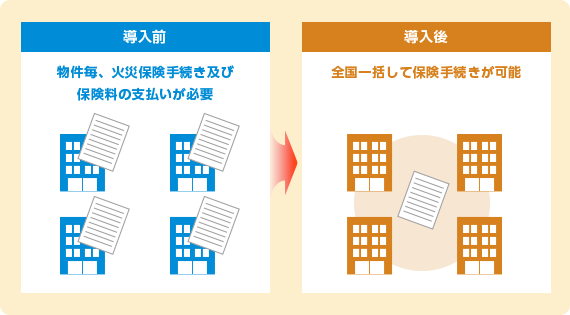 導入前
物件毎、火災保険手続き及び
保険料の支払いが必要
導入後
全国一括して保険手続きが可能